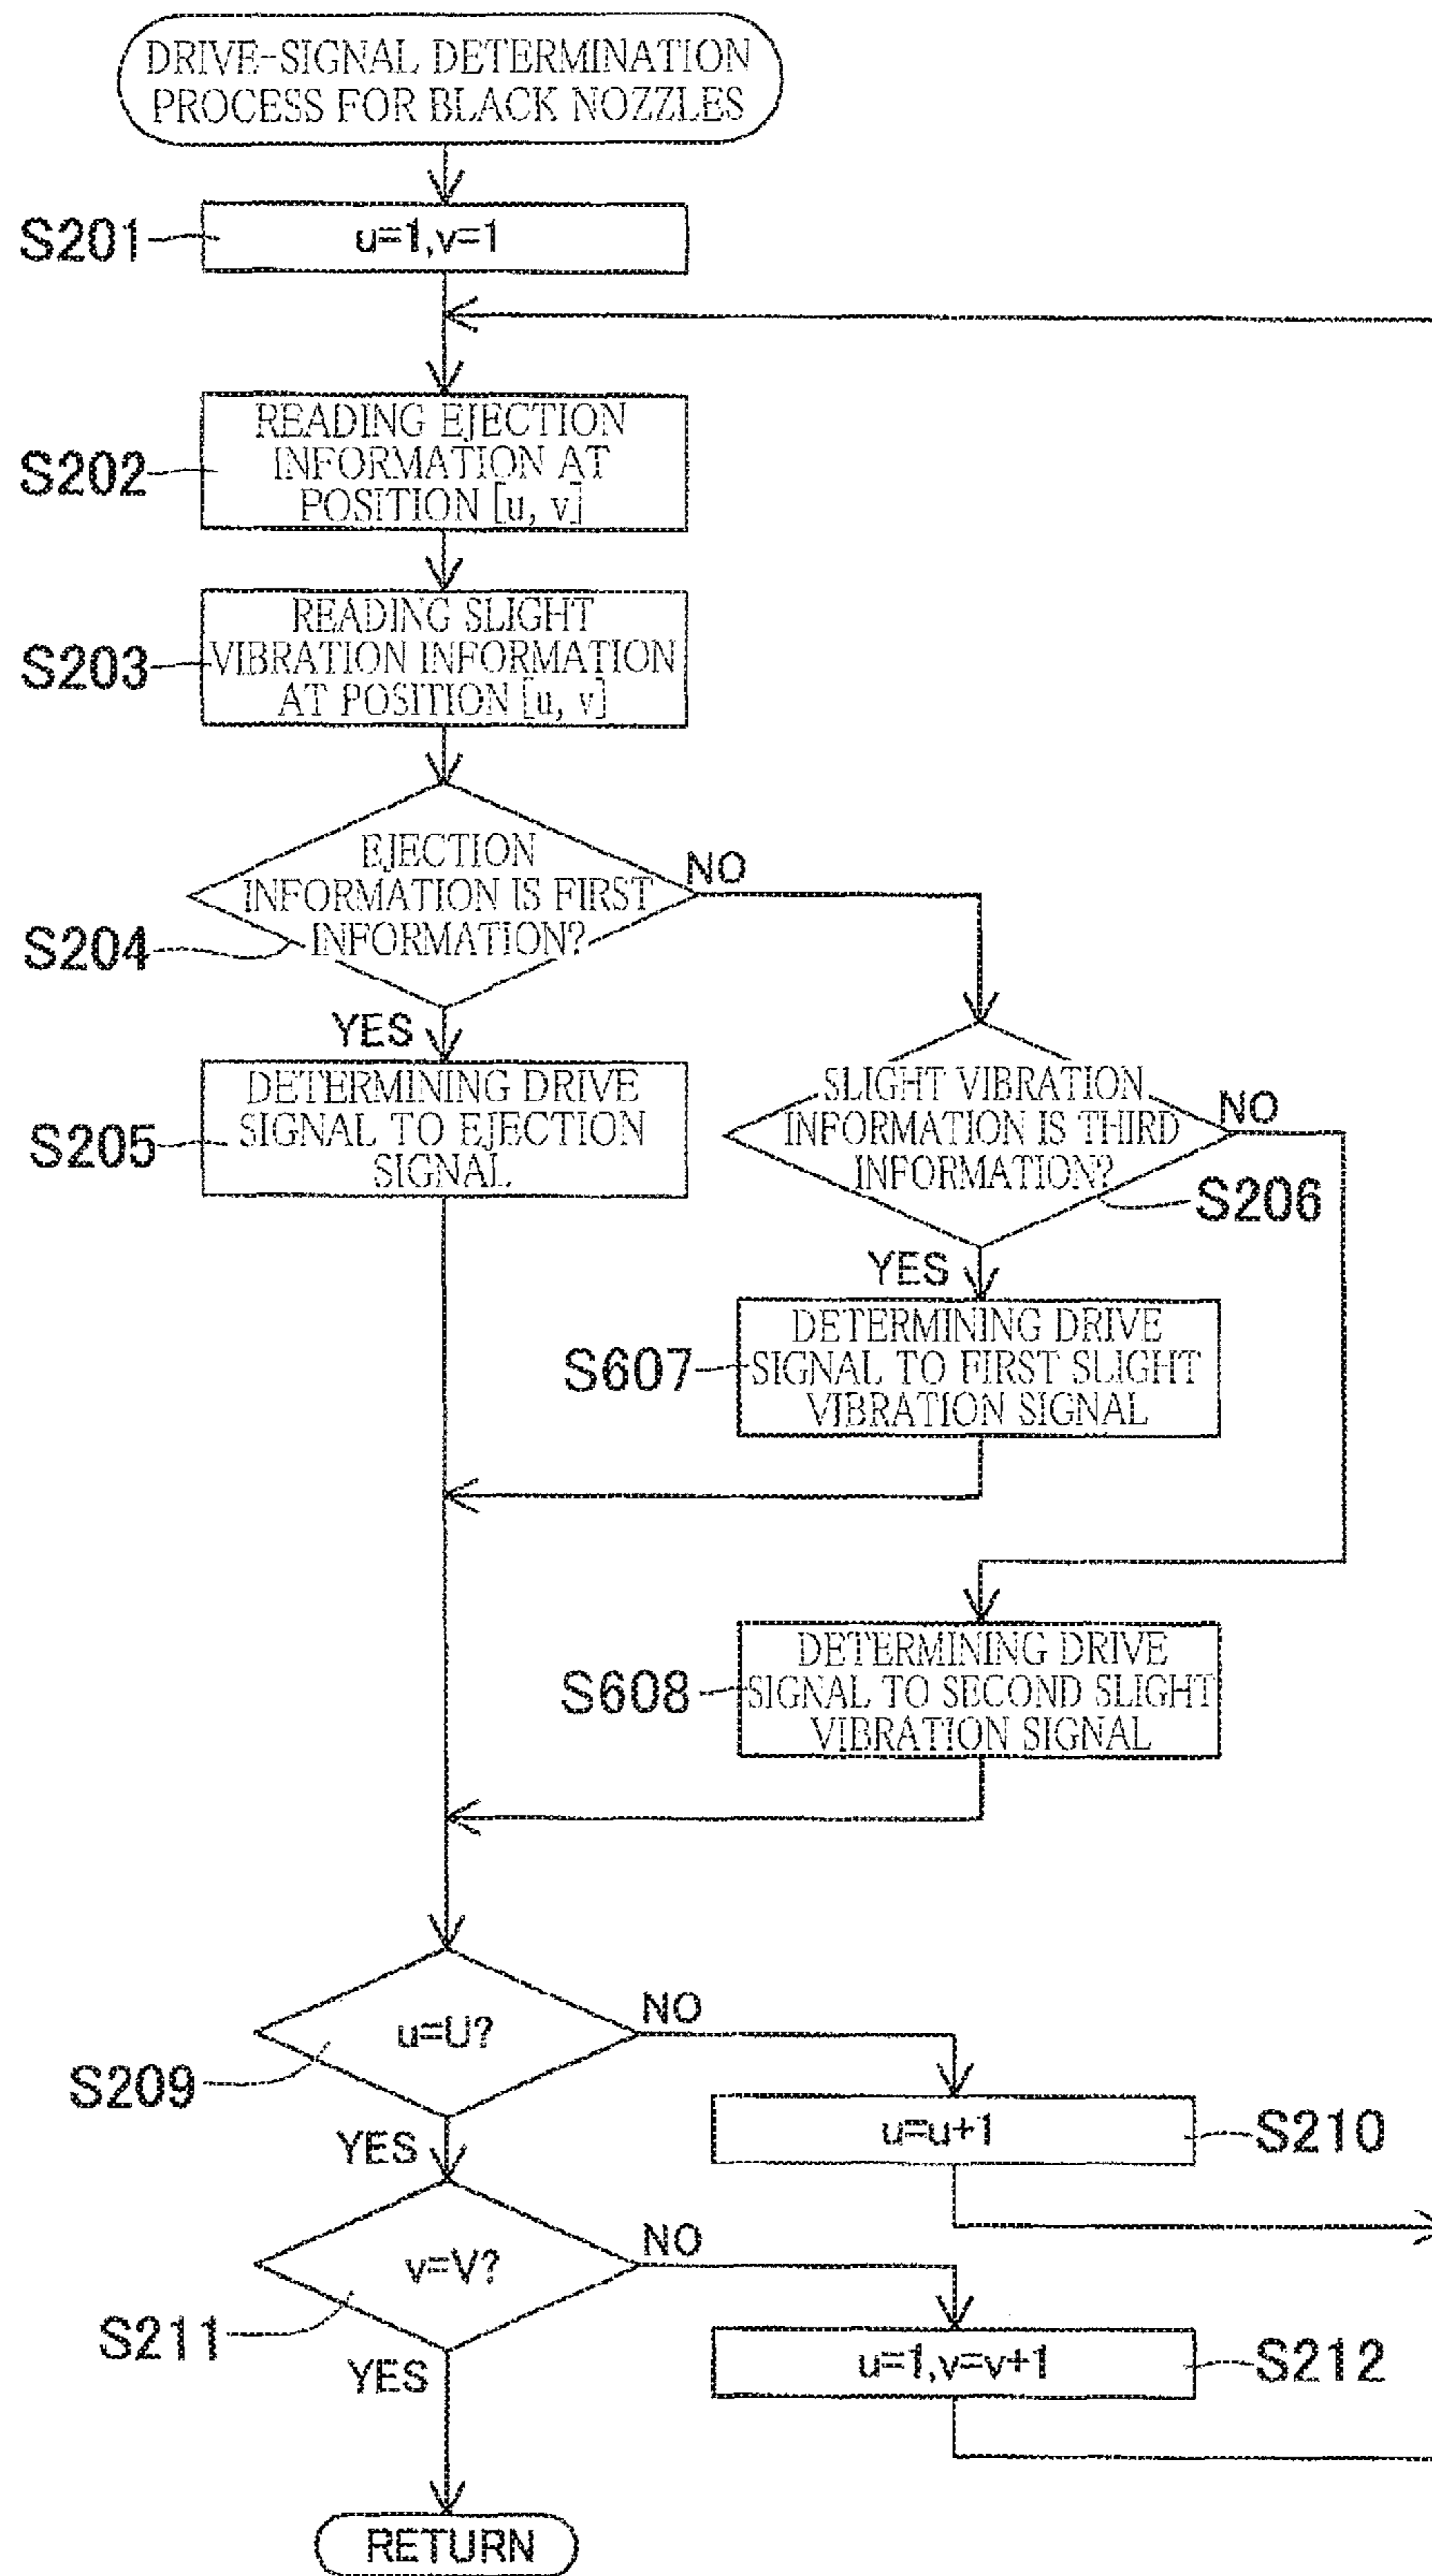 DRIVE-SIGNAL DETERMINATION
PROCESS FOR BLACK NOZZLES
S201
u=1,v=1
S202
READING EJECTION
INFORMATION AT
POSITION [u, v]
S203
READING SLIGHT
VIBRATION INFORMATION
AT POSITION [u, v]
S204
EJECTION
INFORMATION IS FIRST
INFORMATION?
NO
YES
S205
DETERMINING DRIVE
SIGNAL TO EJECTION
SIGNAL
SLIGHT VIBRATION
INFORMATION IS THIRD
INFORMATION?
NO
S206
YES
S607
DETERMINING DRIVE
SIGNAL TO FIRST SLIGHT
VIBRATION SIGNAL
S608
DETERMINING DRIVE
SIGNAL TO SECOND SLIGHT
VIBRATION SIGNAL
u=U?
NO
S209
YES
u=u+1
S210
v=V?
NO
S211
YES
u=1,v=v+1
S212
RETURN